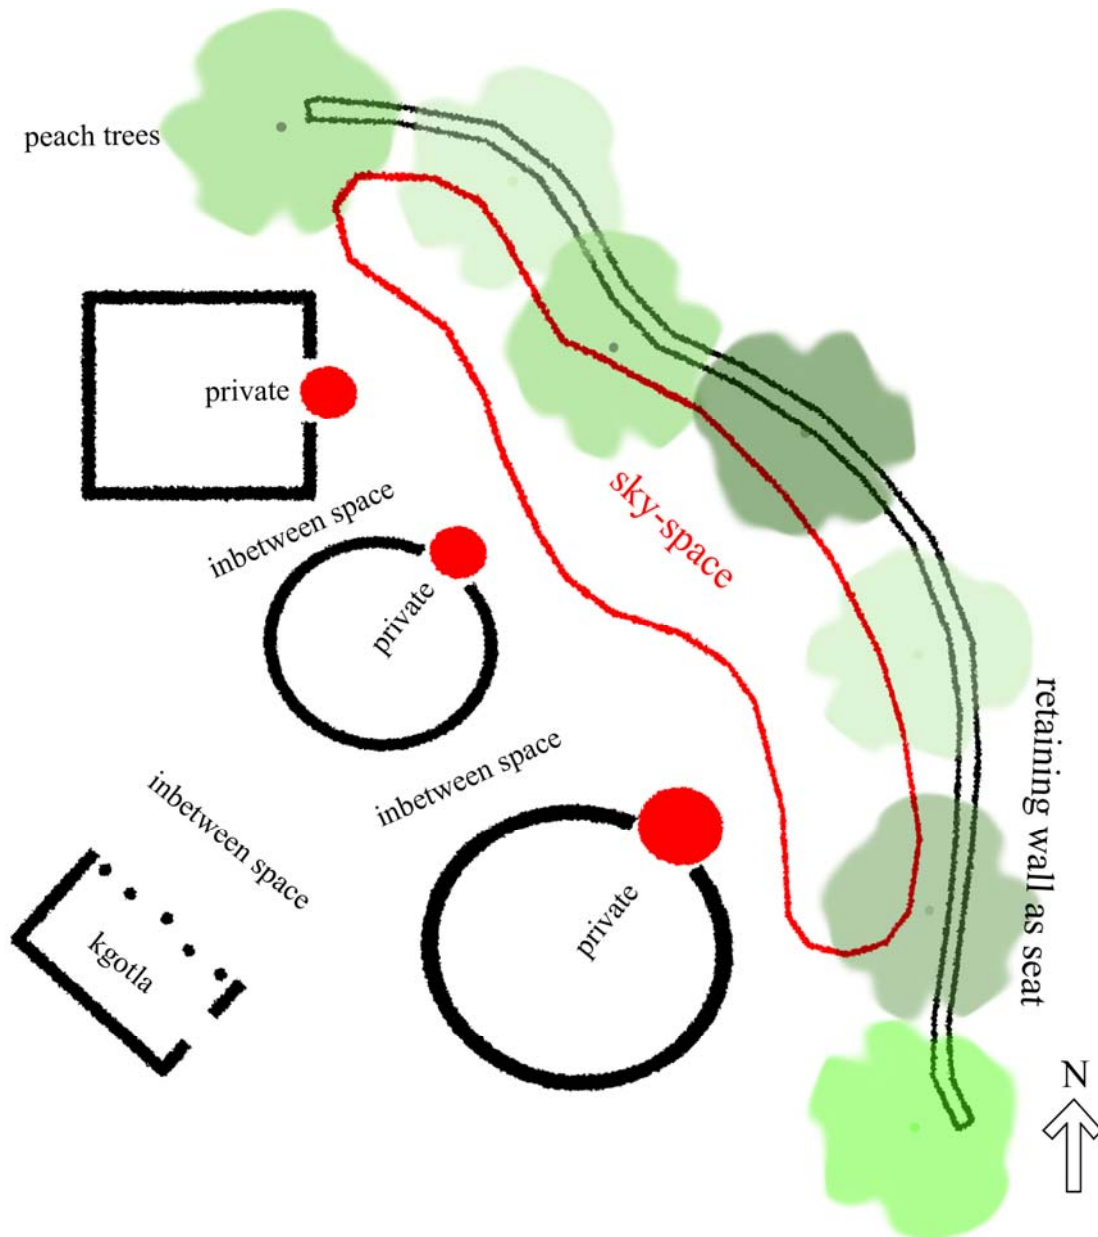 peach trees
private
inbetween space
sky-space
private
inbetween space
inbetween space
retaining wall as seat
private
kgotla
N